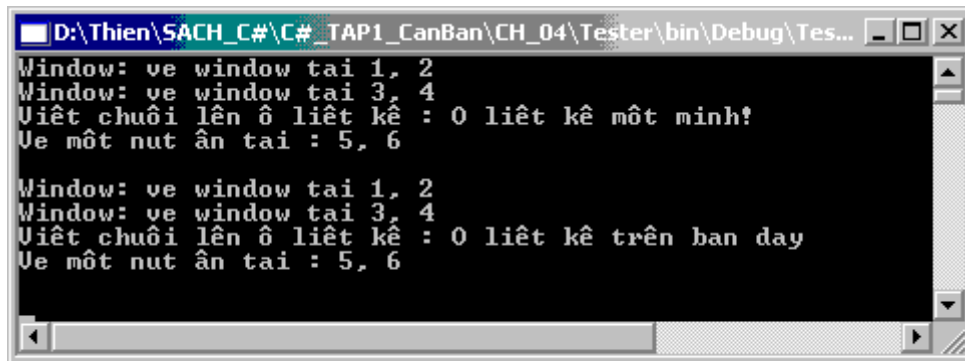 D:\Thien\SACH_C#\C#_TAP1_CanBan\CH_04\Tester\bin\Debug\Tes...
Window: ve window tai 1, 2
Window: ve window tai 3, 4
Viêt chuôi lên ô liêt kê : O liêt kê môt minh!
Ve môt nut ân tai : 5, 6
Window: ve window tai 1, 2
Window: ve window tai 3, 4
Viêt chuôi lên ô liêt kê : O liêt kê trên ban day
Ve môt nut ân tai : 5, 6